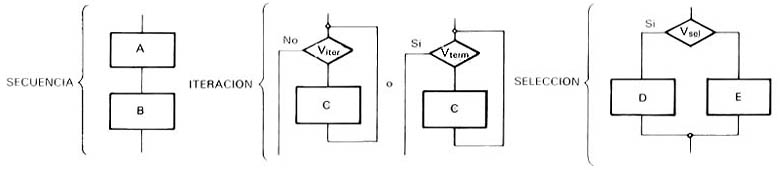 SECUENCIA
A
B
ITERACION
No
Viter
C
o
Si
Vterm
C
SELECCION
Si
Vsel
D
E